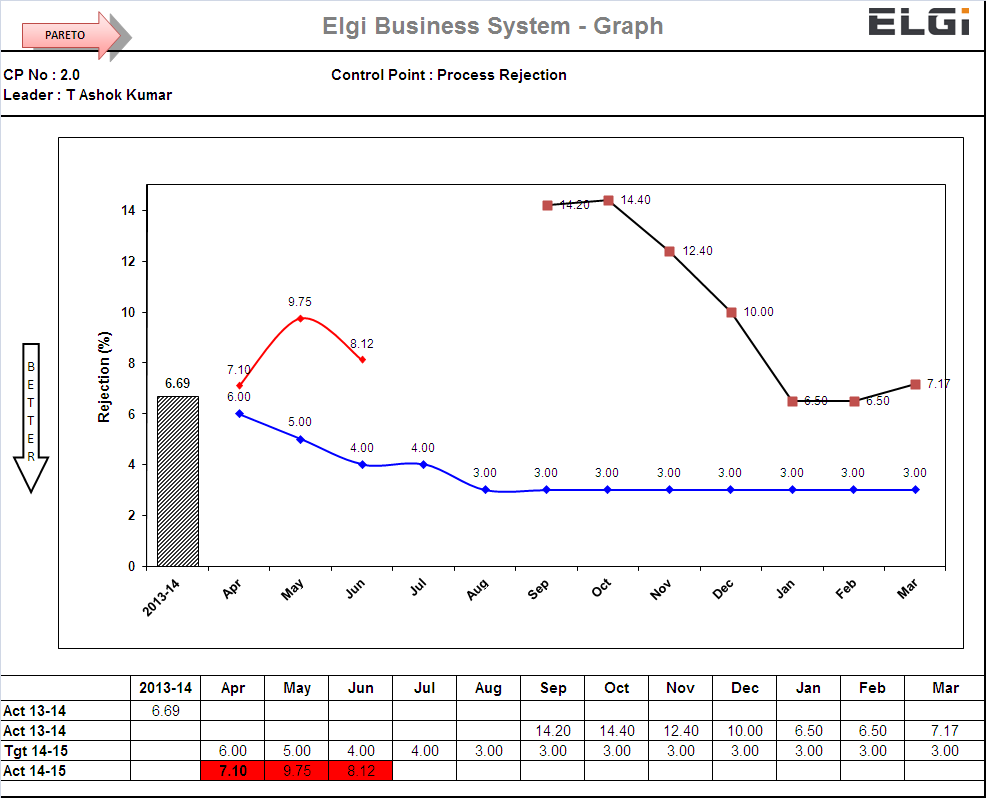 PARETO
Elgi Business System - Graph
ELGi
CP No : 2.0
Control Point : Process Rejection
Leader : T Ashok Kumar
BETTER
Rejection (%)
14
12
10
8
6
4
2
0
14.20 14.40
12.40
10.00
9.75
8.12
7.10
6.69
6.50 6.50 7.17
6.00
5.00
4.00 4.00
3.00 3.00 3.00 3.00 3.00 3.00 3.00 3.00
2013-14 Apr May Jun Jul Aug Sep Oct Nov Dec Jan Feb Mar
2013-14 Apr May Jun Jul Aug Sep Oct Nov Dec Jan Feb Mar
Act 13-14 6.69
Act 13-14 14.20 14.40 12.40 10.00 6.50 6.50 7.17
Tgt 14-15 6.00 5.00 4.00 4.00 3.00 3.00 3.00 3.00 3.00 3.00 3.00 3.00
Act 14-15 7.10 9.75 8.12